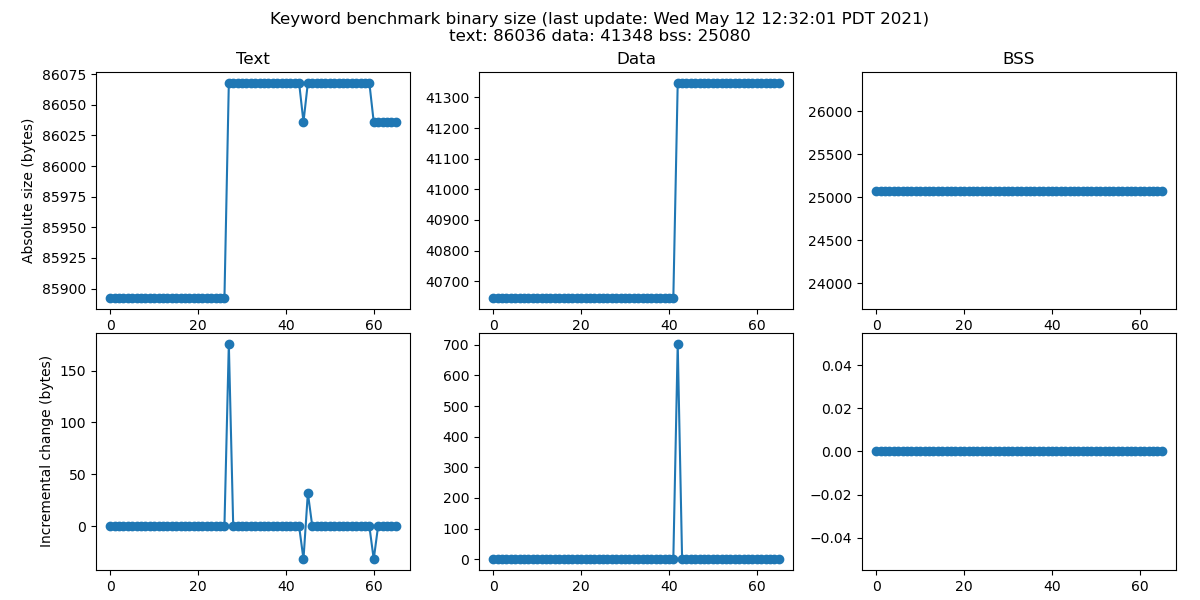 Keyword benchmark binary size (last update: Wed May 12 12:32:01 PDT 2021)
text: 86036 data: 41348 bss: 25080
Text
Data
BSS
Absolute size (bytes)
86075
86050
86025
86000
85975
85950
85925
85900
0 20 40 60
41300
41200
41100
41000
40900
40800
40700
0 20 40 60
26000
25500
25000
24500
24000
0 20 40 60
Incremental change (bytes)
150
100
50
0
0 20 40 60
700
600
500
400
300
200
100
0
0 20 40 60
0.04
0.02
0.00
−0.02
−0.04
0 20 40 60